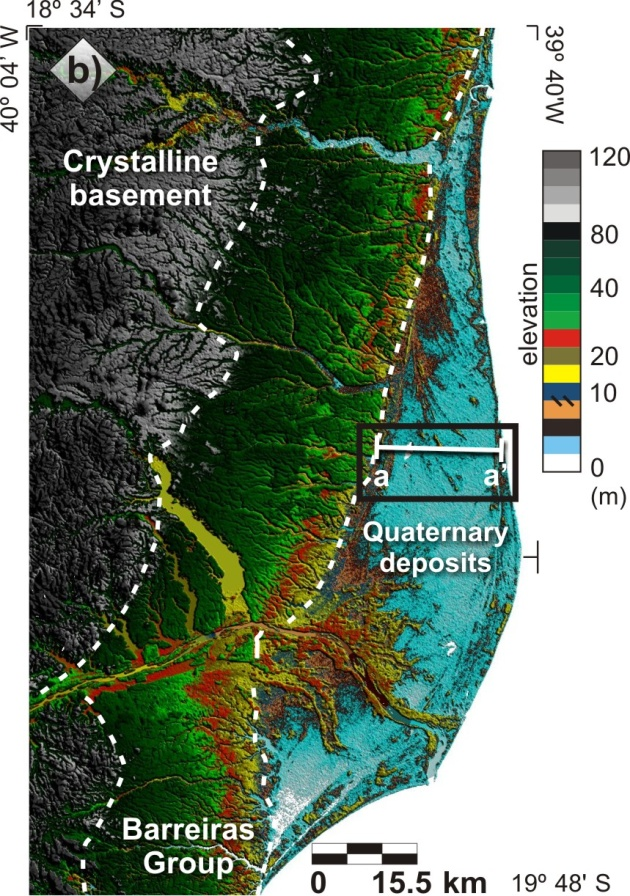 18º 34' S
40º 04' W
39º 40'W
b)
Crystalline
basement
120
80
40
20
10
0
(m)
elevation
a
a'
Quaternary
deposits
Barreiras
Group
0 15.5 km
19º 48' S